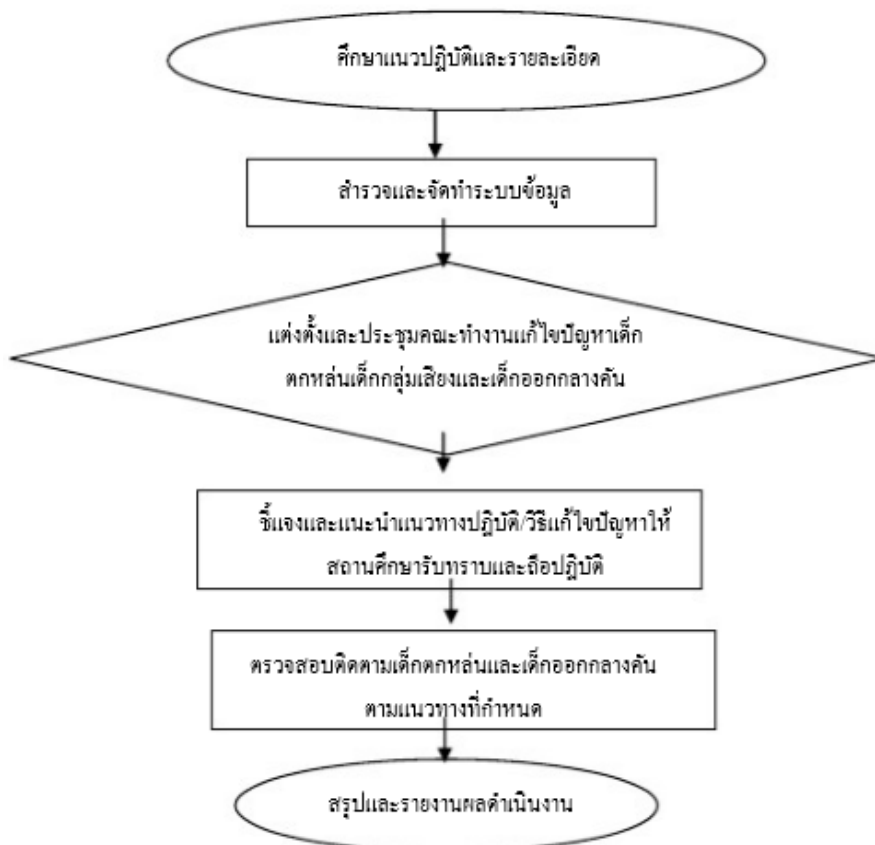 ศึกษาแนวปฏิบัติและรายละเอียด
สำรวจและจัดทำระบบข้อมูล
แต่งตั้งและประชุมคณะทำงานแก้ไขปัญหาเด็ก
ตกหล่นเด็กกลุ่มเสี่ยงและเด็กออกกลางคัน
ชี้แจงและแนะนำแนวทางปฏิบัติ/วิธีแก้ไขปัญหาให้
สถานศึกษารับทราบและถือปฏิบัติ
ตรวจสอบติดตามเด็กตกหล่นและเด็กออกกลางคัน
ตามแนวทางที่กำหนด
สรุปและรายงานผลดำเนินงาน